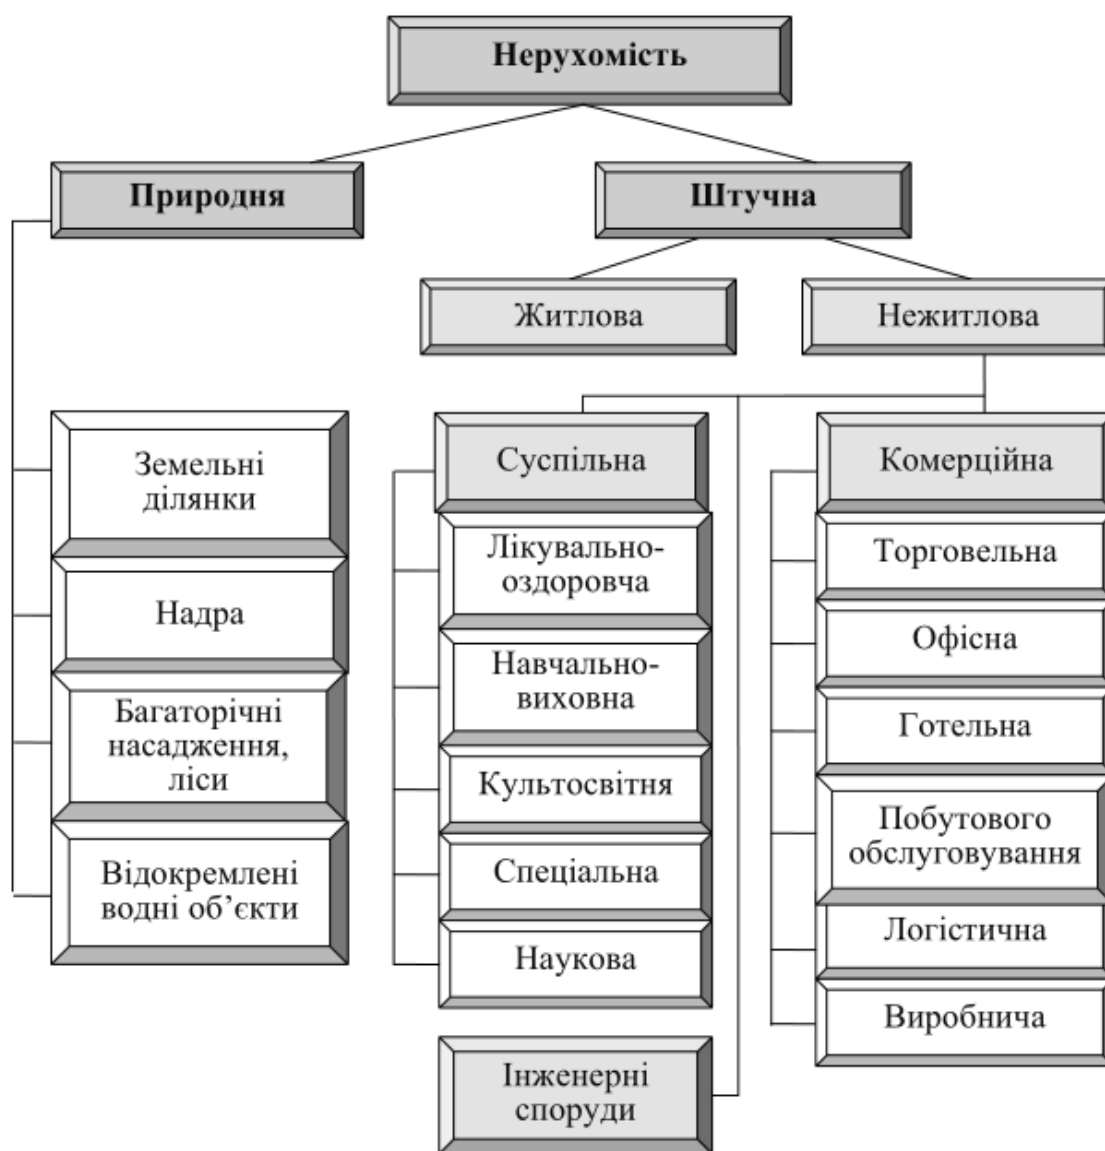 Нерухомість
Природня
Штучна
Житлова
Нежитлова
Земельні
ділянки
Надра
Багаторічні
насадження,
ліси
Відокремлені
водні об’єкти
Суспільна
Лікувально-
оздоровча
Навчально-
виховна
Культосвітня
Спеціальна
Наукова
Інженерні
споруди
Комерційна
Торговельна
Офісна
Готельна
Побутового
обслуговування
Логістична
Виробнича